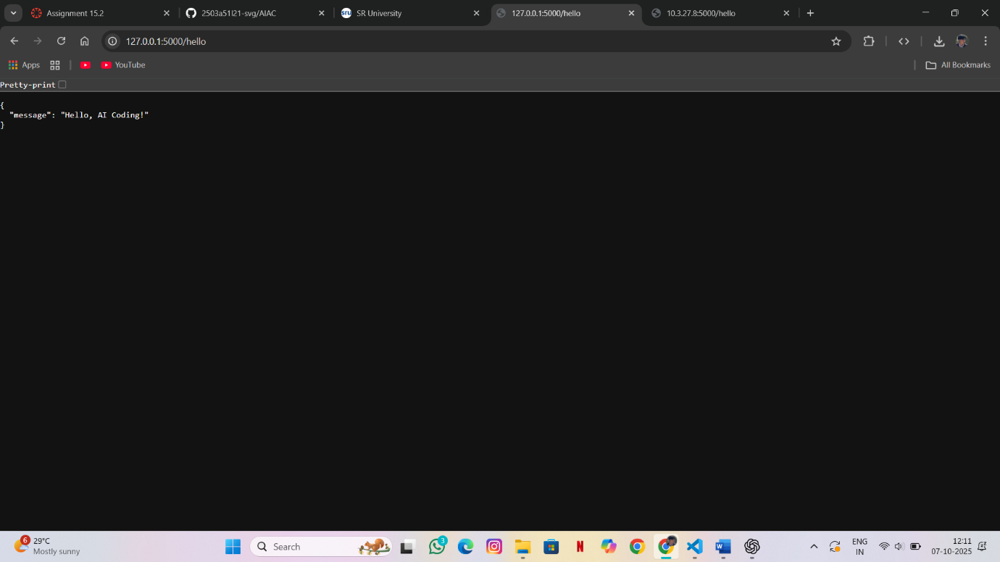 Assignment 15.2
2503a51l21-svg/AIAC
sru SR University
127.0.0.1:5000/hello
10.3.27.8:5000/hello
127.0.0.1:5000/hello
Apps
YouTube
All Bookmarks
Pretty-print
{
"message": "Hello, AI Coding!"
}
6
29°C
Mostly sunny
Search
3
N
W
ENG
IN
12:11
07-10-2025